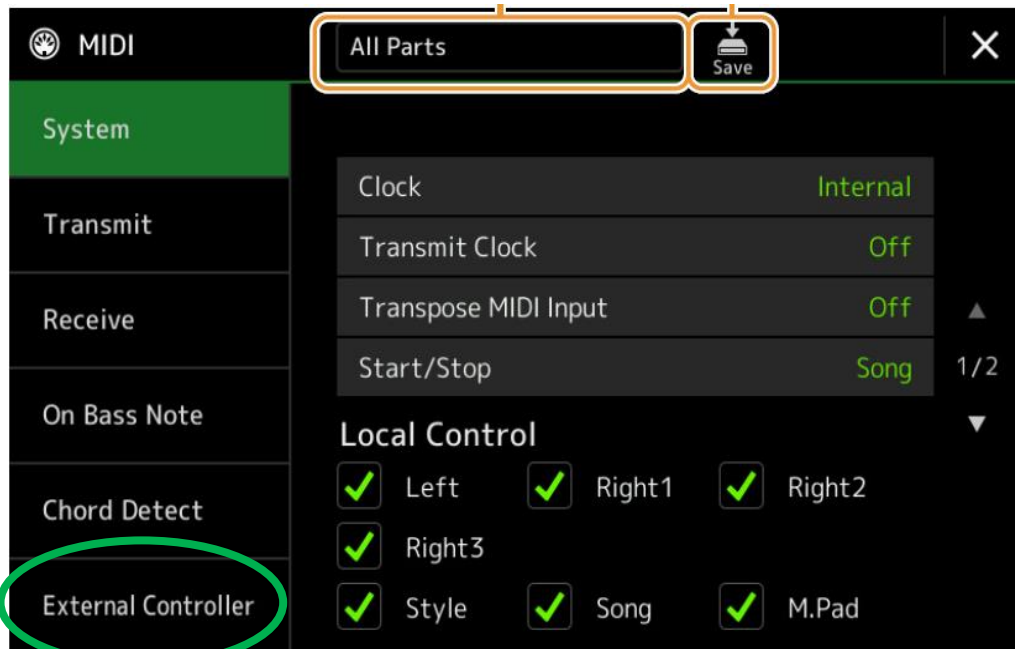 MIDI
All Parts
Save
System
Transmit
Receive
On Bass Note
Chord Detect
External Controller
Clock Internal
Transmit Clock Off
Transpose MIDI Input Off
Start/Stop Song
1/2
Local Control
Left Right1 Right2
Right3
Style Song M.Pad